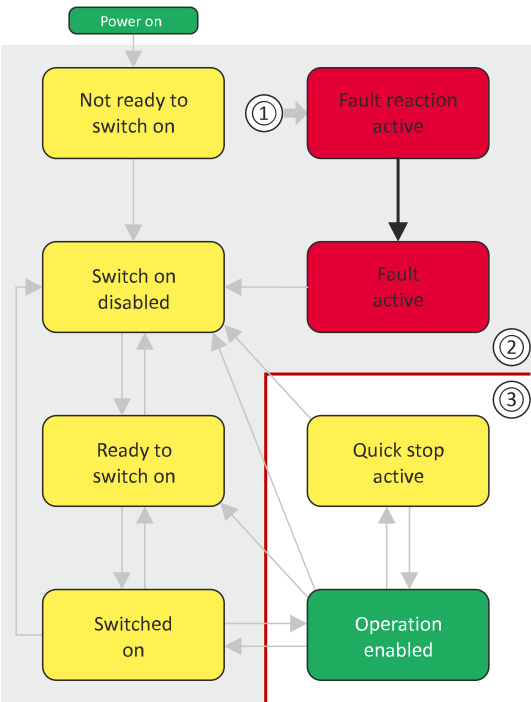 Power on
Not ready to
switch on
①
Fault reaction
active
Switch on
disabled
Fault
active
②
③
Ready to
switch on
Quick stop
active
Switched
on
Operation
enabled